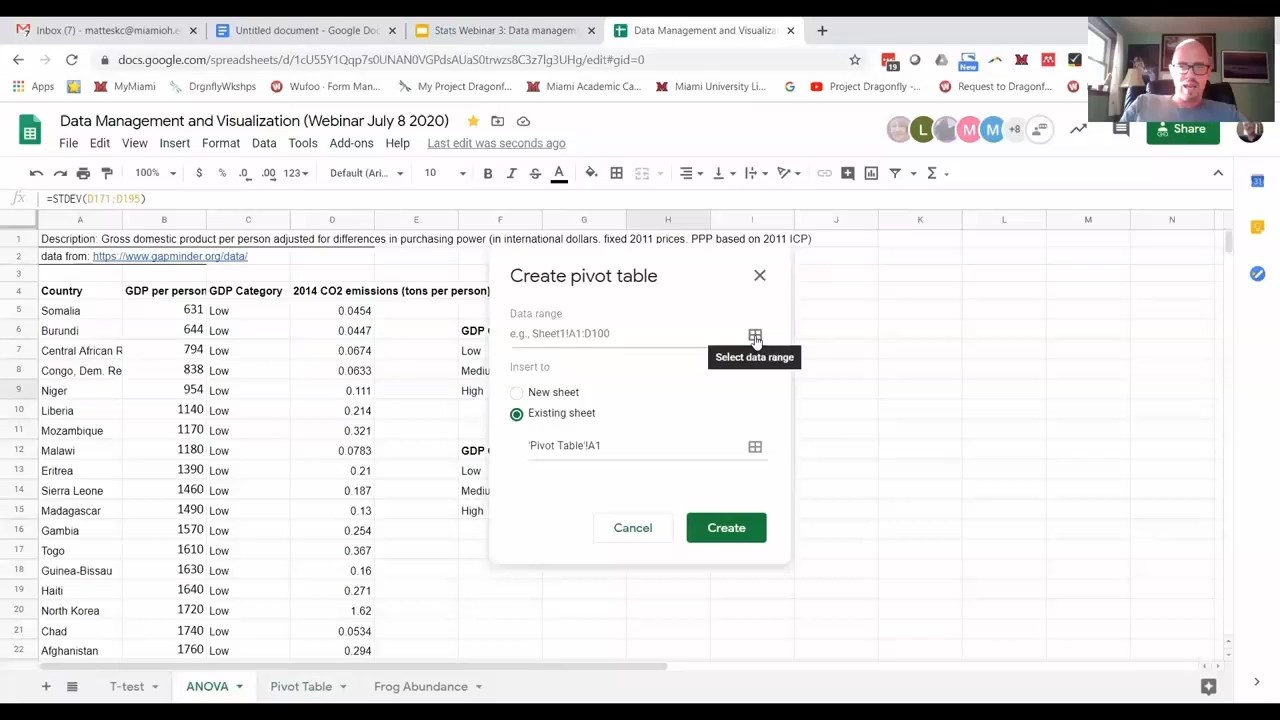 Inbox (7) - matteskc@miamioh.e
Untitled document - Google Doc
Stats Webinar 3: Data managem
Data Management and Visualiza
Apps
MyMiami
DrgnflyWkshps
Wufoo - Form Man...
My Project Dragonf...
Miami Academic Ca...
Miami University Li...
Project Dragonfly -...
Request to Dragonf...
19
New
Data Management and Visualization (Webinar July 8 2020)
L
M
M
+8
Share
File Edit View Insert Format Data Tools Add-ons Help Last edit was seconds ago
100% $ % .0 .00 123 Default (Ari... 10 B I S A Σ
fx =STDEV(D171:D195)
A B C D E F G H I J K L M N
1 Description: Gross domestic product per person adjusted for differences in purchasing power (in international dollars. fixed 2011 prices. PPP based on 2011 ICP)
2 data from: https://www.gapminder.org/data/
3
4 Country GDP per person GDP Category 2014 CO2 emissions (tons per person)
5 Somalia 631 Low 0.0454
6 Burundi 644 Low 0.0447 GDP
7 Central African R 794 Low 0.0674 Low
8 Congo, Dem. Re 838 Low 0.0633 Mediu
9 Niger 954 Low 0.111 High
10 Liberia 1140 Low 0.214
11 Mozambique 1170 Low 0.321
12 Malawi 1180 Low 0.0783 GDP
13 Eritrea 1390 Low 0.21 Low
14 Sierra Leone 1460 Low 0.187 Mediu
15 Madagascar 1490 Low 0.13 High
16 Gambia 1570 Low 0.254
17 Togo 1610 Low 0.367
18 Guinea-Bissau 1630 Low 0.16
19 Haiti 1640 Low 0.271
20 North Korea 1720 Low 1.62
21 Chad 1740 Low 0.0534
22 Afghanistan 1760 Low 0.294
Create pivot table
Data range
e.g., Sheet1!A1:D100
Select data range
Insert to
New sheet
Existing sheet
'Pivot Table'!A1
Cancel
Create
T-test
ANOVA
Pivot Table
Frog Abundance